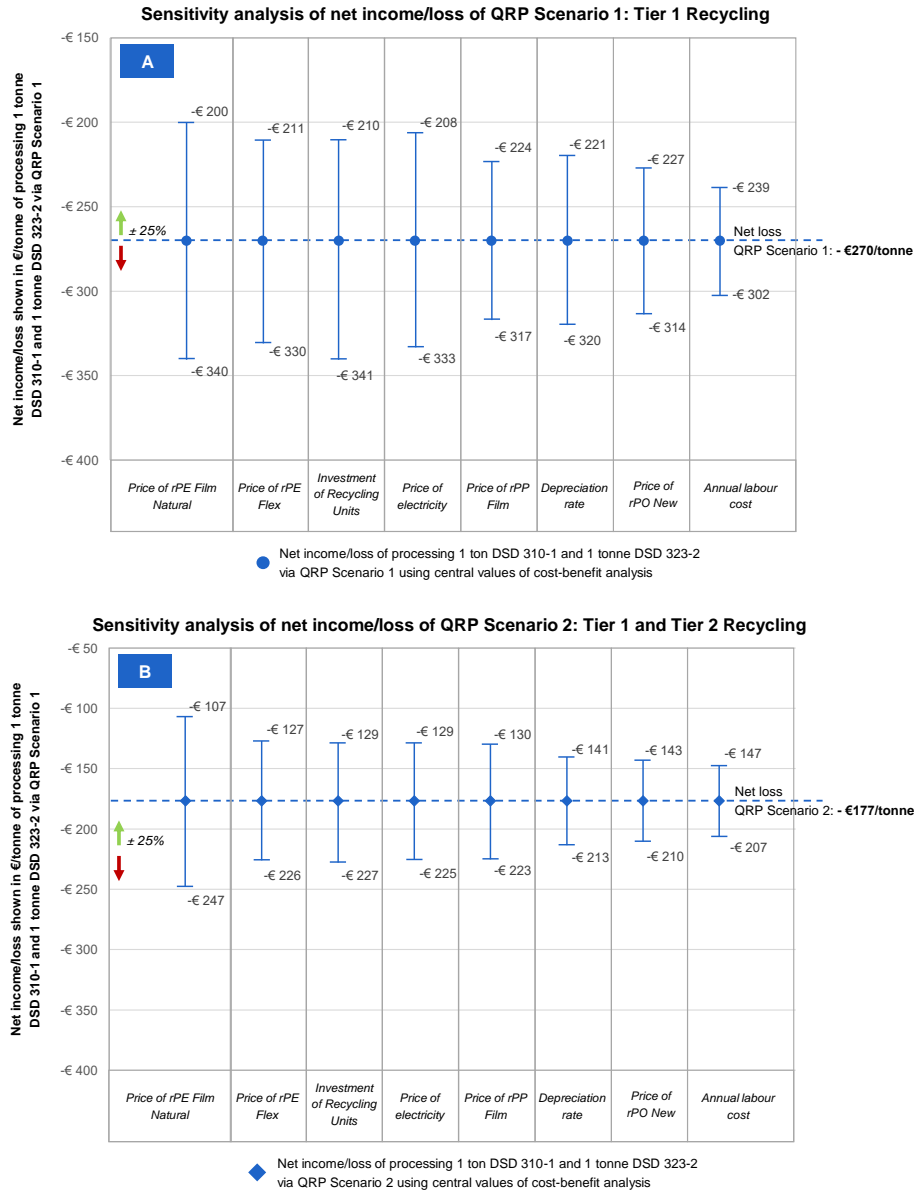 Sensitivity analysis of net income/loss of QRP Scenario 1: Tier 1 Recycling
Net income/loss shown in €/tonne of processing 1 tonne
DSD 310-1 and 1 tonne DSD 323-2 via QRP Scenario 1
-€ 150
-€ 200
-€ 250
-€ 300
-€ 350
-€ 400
A
± 25%
-€ 200
-€ 211
-€ 210
-€ 208
-€ 224
-€ 221
-€ 227
-€ 239
Net loss
QRP Scenario 1: - €270/tonne
-€ 340
-€ 330
-€ 341
-€ 333
-€ 317
-€ 320
-€ 314
-€ 302
Price of rPE Film
Natural
Price of rPE
Flex
Investment
of Recycling
Units
Price of
electricity
Price of rPP
Film
Depreciation
rate
Price of
rPO New
Annual labour
cost
Net income/loss of processing 1 ton DSD 310-1 and 1 tonne DSD 323-2
via QRP Scenario 1 using central values of cost-benefit analysis
Sensitivity analysis of net income/loss of QRP Scenario 2: Tier 1 and Tier 2 Recycling
Net income/loss shown in €/tonne of processing 1 tonne
DSD 310-1 and 1 tonne DSD 323-2 via QRP Scenario 1
-€ 50
-€ 100
-€ 150
-€ 200
-€ 250
-€ 300
-€ 350
-€ 400
B
± 25%
-€ 107
-€ 127
-€ 129
-€ 129
-€ 130
-€ 141
-€ 143
-€ 147
Net loss
QRP Scenario 2: - €177/tonne
-€ 247
-€ 226
-€ 227
-€ 225
-€ 223
-€ 213
-€ 210
-€ 207
Price of rPE Film
Natural
Price of rPE
Flex
Investment
of Recycling
Units
Price of
electricity
Price of rPP
Film
Depreciation
rate
Price of
rPO New
Annual labour
cost
Net income/loss of processing 1 ton DSD 310-1 and 1 tonne DSD 323-2
via QRP Scenario 2 using central values of cost-benefit analysis